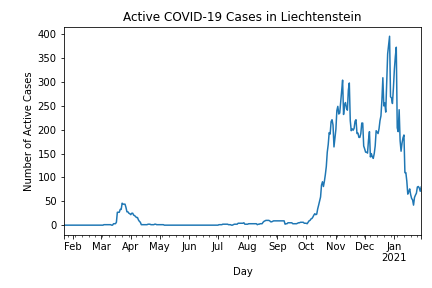 Active COVID-19 Cases in Liechtenstein
Number of Active Cases
400
350
300
250
200
150
100
50
0
Feb Mar Apr May Jun Jul Aug Sep Oct Nov Dec Jan
2021
Day